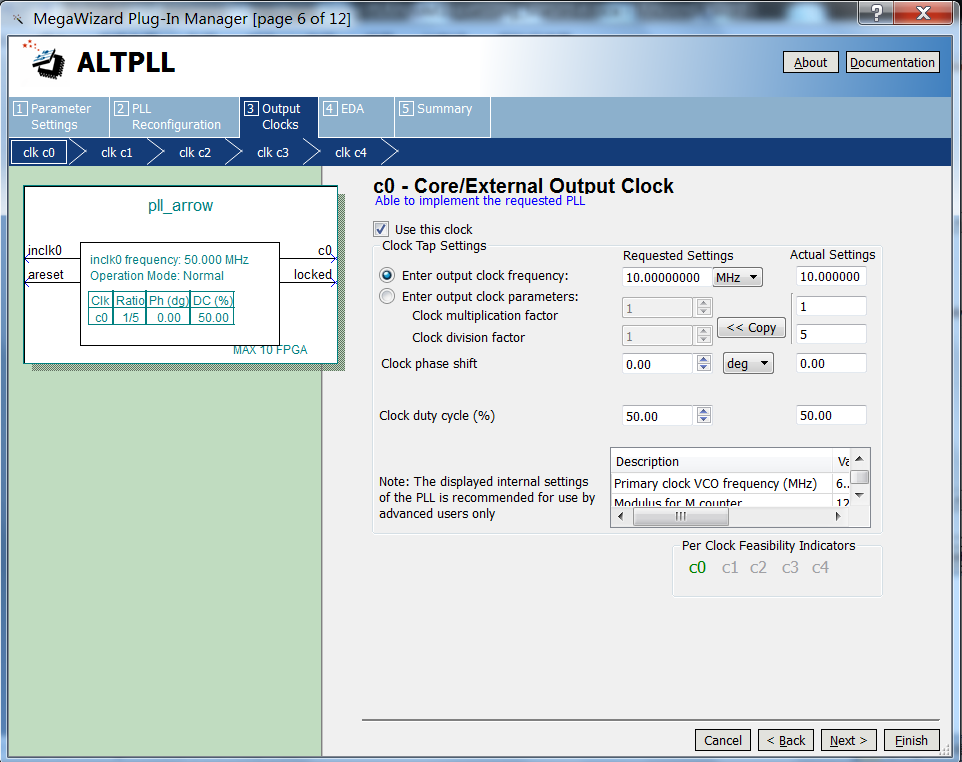 MegaWizard Plug-In Manager [page 6 of 12]
?
X
ALTPLL
About
Documentation
1 Parameter Settings
2 PLL Reconfiguration
3 Output Clocks
4 EDA
5 Summary
clk c0
clk c1
clk c2
clk c3
clk c4
pll_arrow
inclk0
areset
c0
locked
inclk0 frequency: 50.000 MHz
Operation Mode: Normal
Clk Ratio Ph (dg) DC (%)
c0 1/5 0.00 50.00
MAX 10 FPGA
c0 - Core/External Output Clock
Able to implement the requested PLL
Use this clock
Clock Tap Settings
Requested Settings
Actual Settings
Enter output clock frequency:
10.00000000
MHz
10.000000
Enter output clock parameters:
Clock multiplication factor
1
1
<< Copy
Clock division factor
1
5
Clock phase shift
0.00
deg
0.00
Clock duty cycle (%)
50.00
50.00
Note: The displayed internal settings
of the PLL is recommended for use by
advanced users only
Description
Va
Primary clock VCO frequency (MHz)
6...
Modulus for M counter
12
Per Clock Feasibility Indicators
c0 c1 c2 c3 c4
Cancel
< Back
Next >
Finish